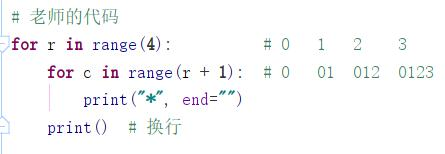 # 老师的代码
for r in range(4):              # 0    1    2     3
    for c in range(r + 1):  # 0    01  012  0123
        print("*", end="")
    print()  # 换行